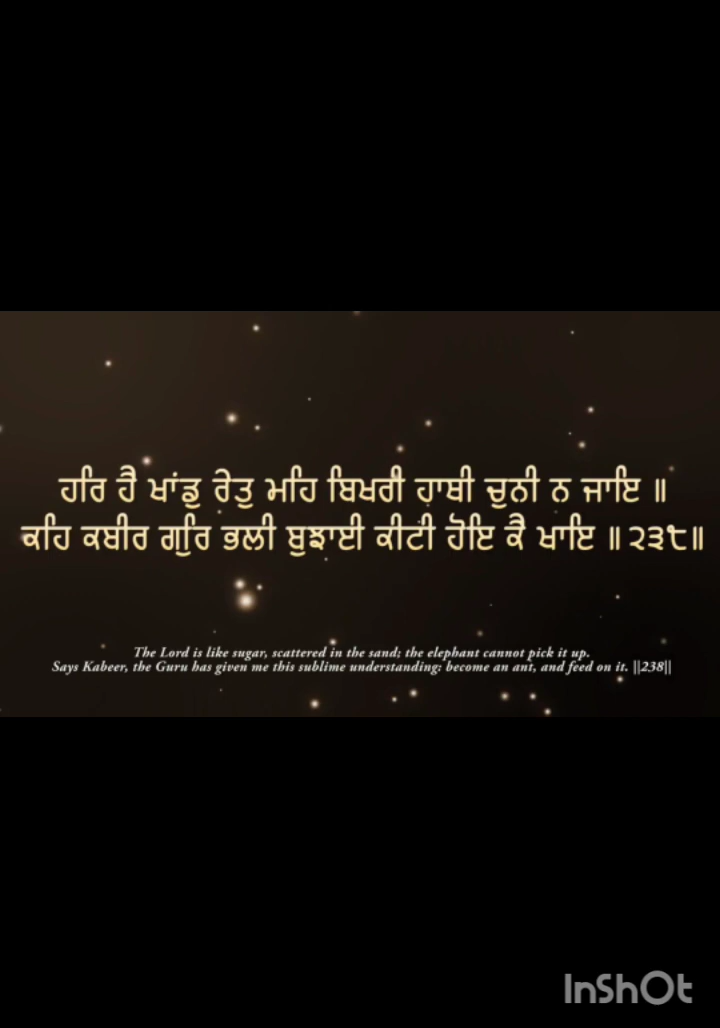 ਹਰਿ ਹੈ ਖਾਂਡੁ ਰੇਤੁ ਮਹਿ ਬਿਖਰੀ ਹਾਥੀ ਚੁਨੀ ਨ ਜਾਇ ॥
ਕਹਿ ਕਬੀਰ ਗੁਰਿ ਭਲੀ ਬੁਝਾਈ ਕੀਟੀ ਹੋਇ ਕੈ ਖਾਇ ॥੨੩੮॥
The Lord is like sugar, scattered in the sand; the elephant cannot pick it up.
Says Kabeer, the Guru has given me this sublime understanding: become an ant, and feed on it. ||238||
InShOt